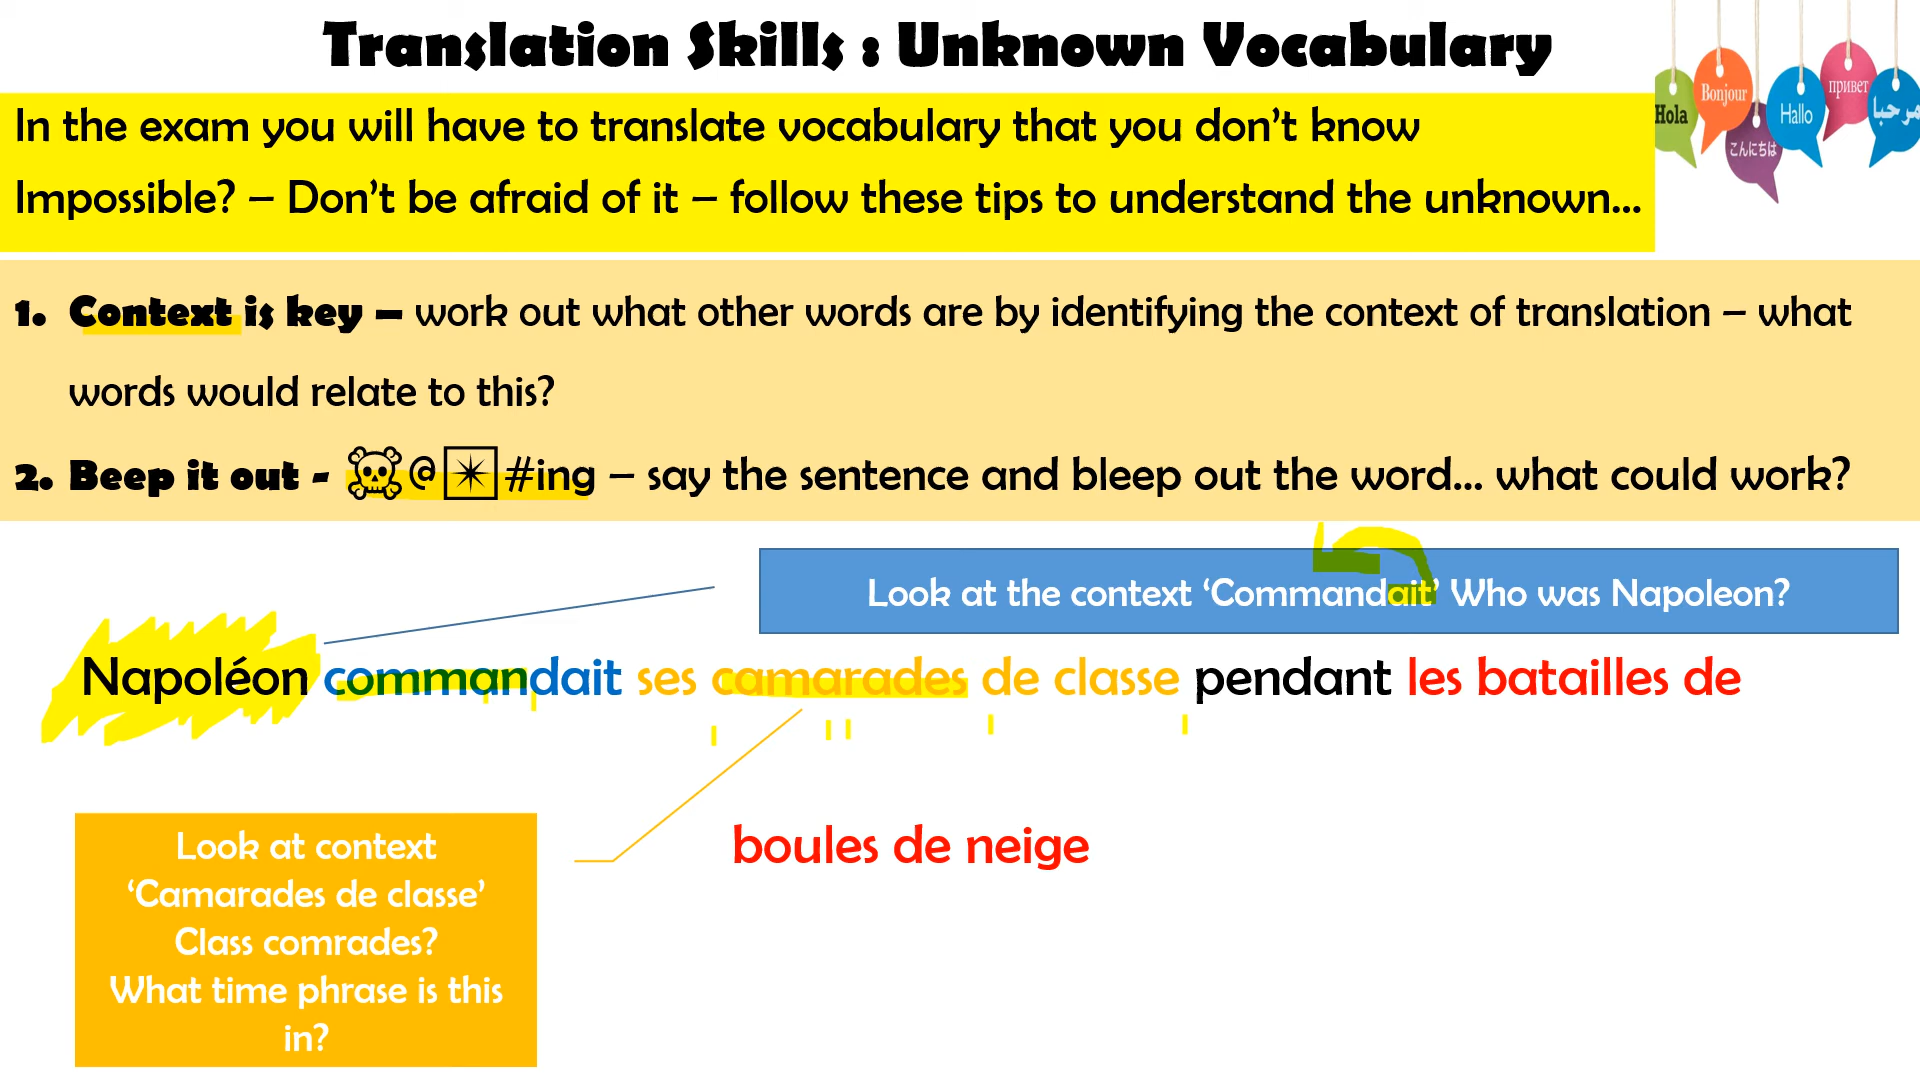 Translation Skills : Unknown Vocabulary
In the exam you will have to translate vocabulary that you don’t know
Impossible? – Don’t be afraid of it – follow these tips to understand the unknown...
Hola
Bonjour
こんにちは
Hallo
привет
مرحبا
1. Context is key – work out what other words are by identifying the context of translation – what
words would relate to this?
2. Beep it out - ☠@✴#ing – say the sentence and bleep out the word... what could work?
Look at the context ‘Commandait’ Who was Napoleon?
Napoléon commandait ses camarades de classe pendant les batailles de
boules de neige
Look at context
‘Camarades de classe’
Class comrades?
What time phrase is this
in?